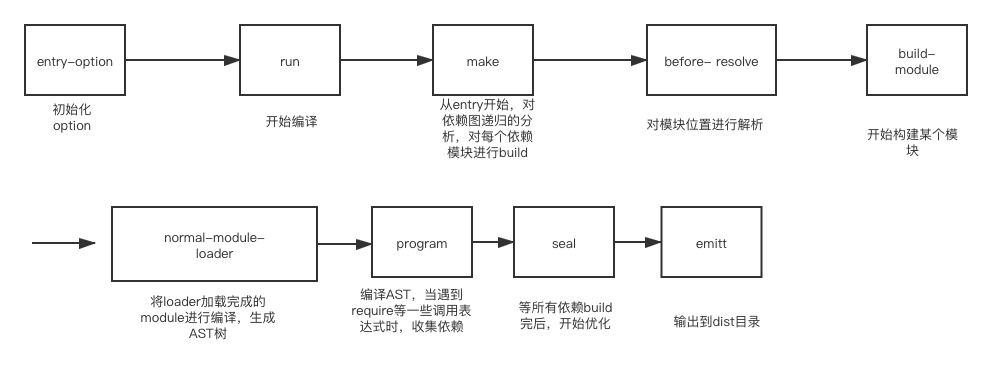 entry-option
run
make
before- resolve
build-
module
初始化
option
开始编译
从entry开始，对
依赖图递归的分
析，对每个依赖
模块进行build
对模块位置进行解析
开始构建某个模
块
normal-module-
loader
program
seal
emitt
将loader加载完成的
module进行编译，生成
AST树
编译AST，当遇到
require等一些调用表
达式时，收集依赖
等所有依赖build
完后，开始优化
输出到dist目录